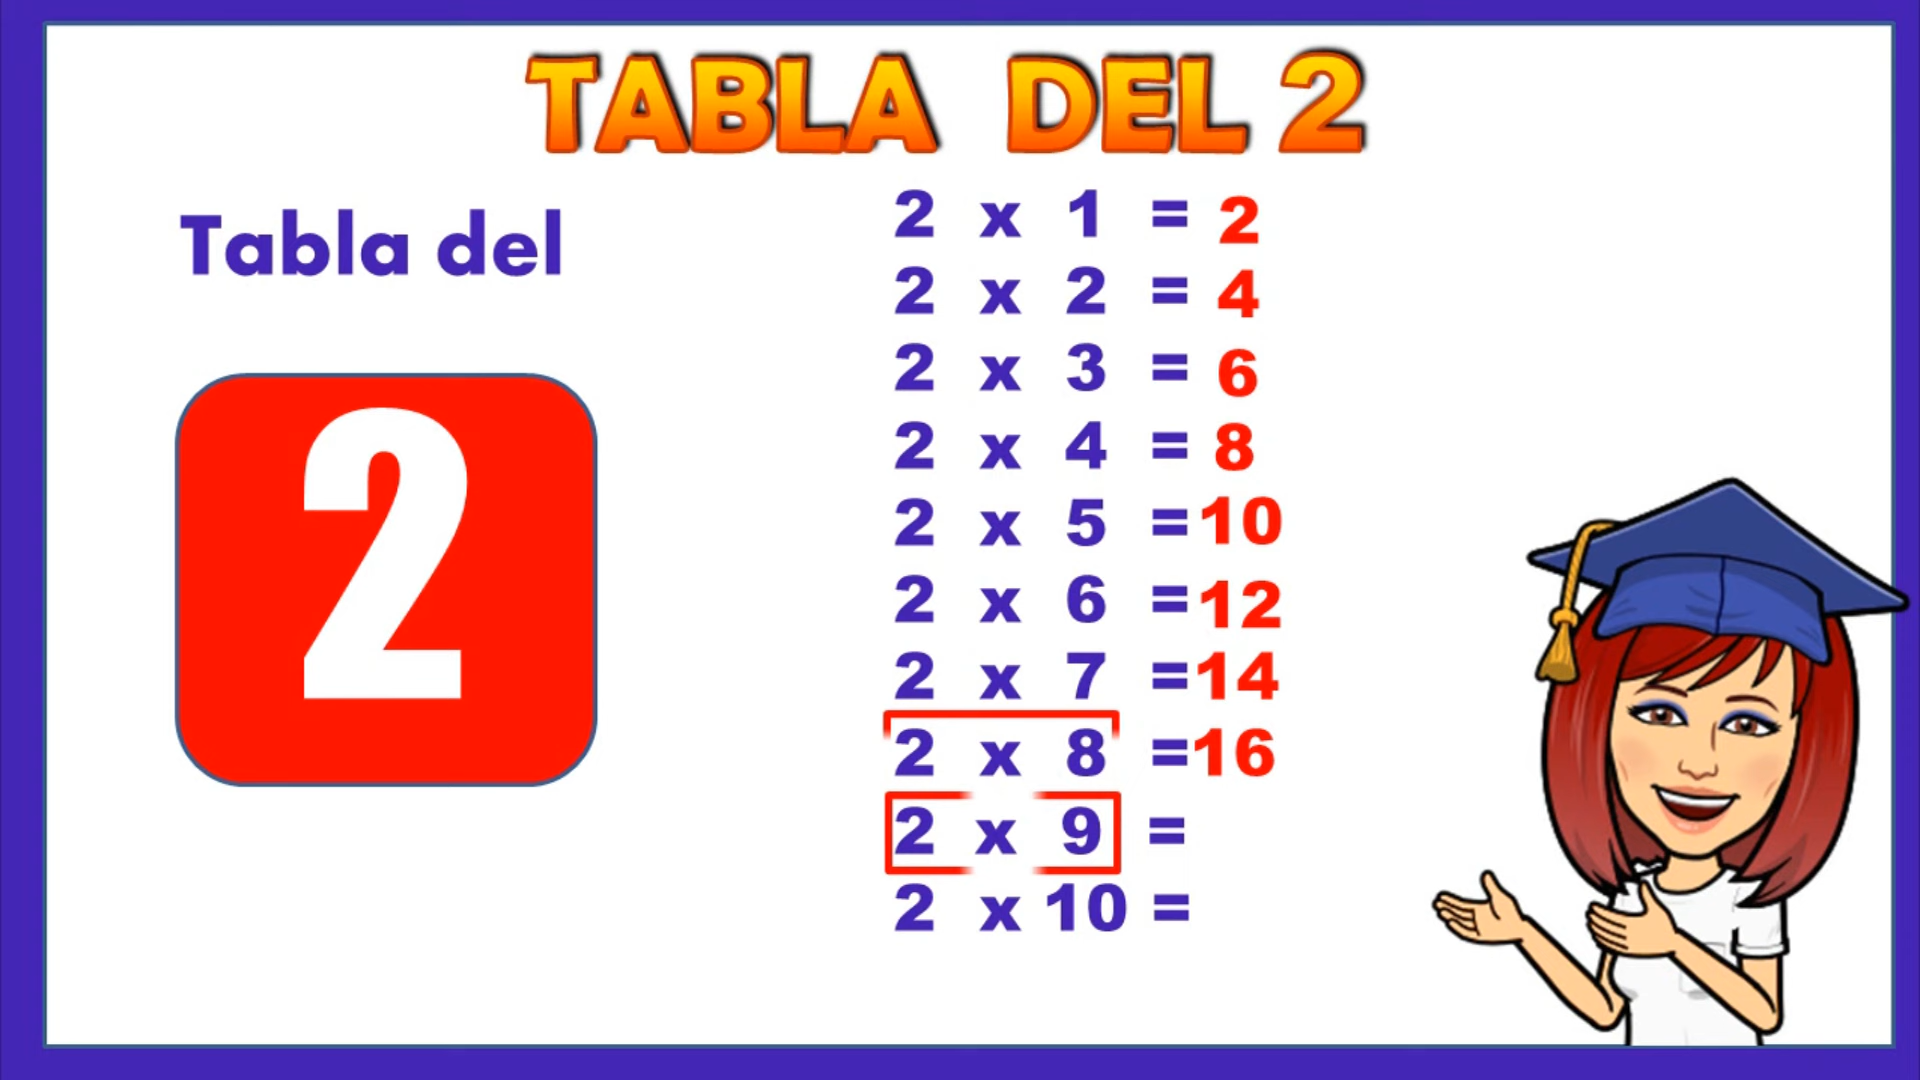 TABLA DEL 2
Tabla del
2
2 x 1 = 2
2 x 2 = 4
2 x 3 = 6
2 x 4 = 8
2 x 5 =10
2 x 6 =12
2 x 7 =14
2 x 8 =16
2 x 9 =
2 x 10 =